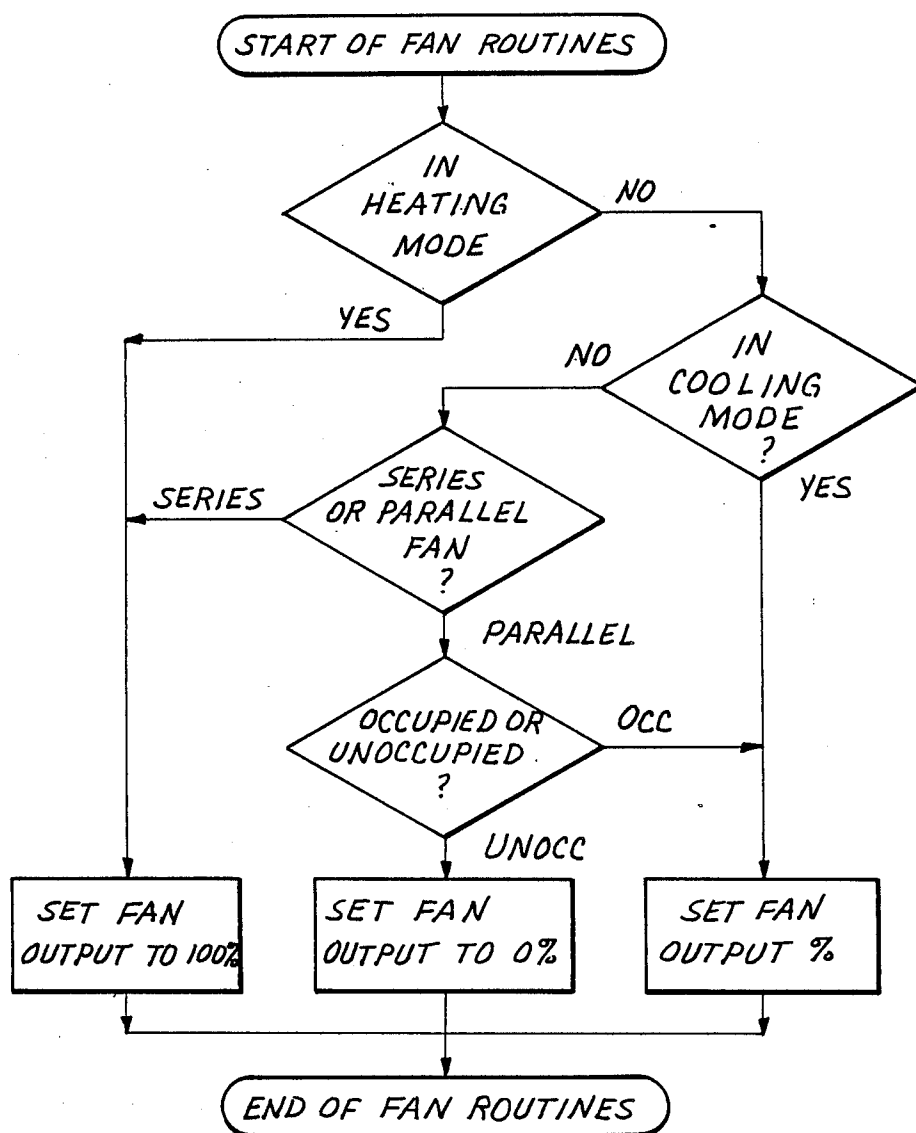 START OF FAN ROUTINES
IN
HEATING
MODE
NO
YES
IN
COOLING
MODE
?
NO
YES
SERIES
OR PARALLEL
FAN
?
SERIES
PARALLEL
OCCUPIED OR
UNOCCUPIED
?
OCC
UNOCC
SET FAN
OUTPUT TO 100%
SET FAN
OUTPUT TO 0%
SET FAN
OUTPUT %
END OF FAN ROUTINES